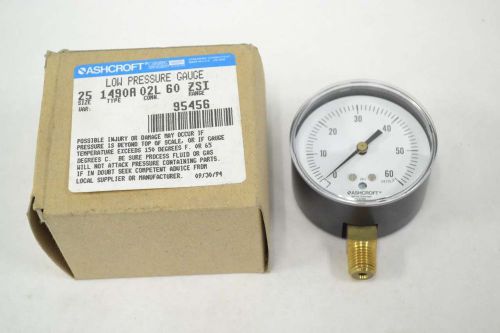 ASHCROFT
LOW PRESSURE GAUGE
25 1490A 02L 60 ZSI
SIZE TYPE CONN. RANGE
VAR. 95456
POSSIBLE INJURY OR DAMAGE MAY OCCUR IF
PRESSURE IS BEYOND TOP OF SCALE, OR IF GAUGE
TEMPERATURE EXCEEDS 150 DEGREES F. OR 65
DEGREES C. BE SURE PROCESS FLUID OR GAS
WILL NOT ATTACK PRESSURE CONTAINING PARTS.
IF IN DOUBT SEEK COMPETENT ADVICE FROM
LOCAL SUPPLIER OR MANUFACTURER. 09/30/94
0 10 20 30 40 50 60
ASHCROFT